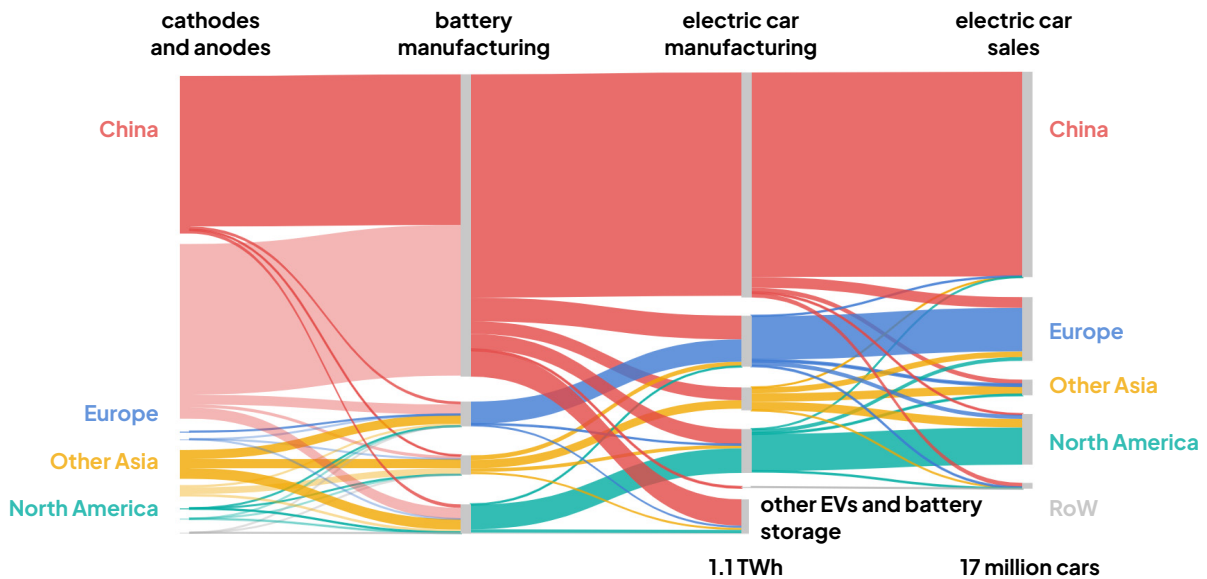 cathodes
and anodes
battery
manufacturing
electric car
manufacturing
electric car
sales
China
Europe
Other Asia
North America
China
Europe
Other Asia
North America
RoW
other EVs and battery
storage
1.1 TWh
17 million cars